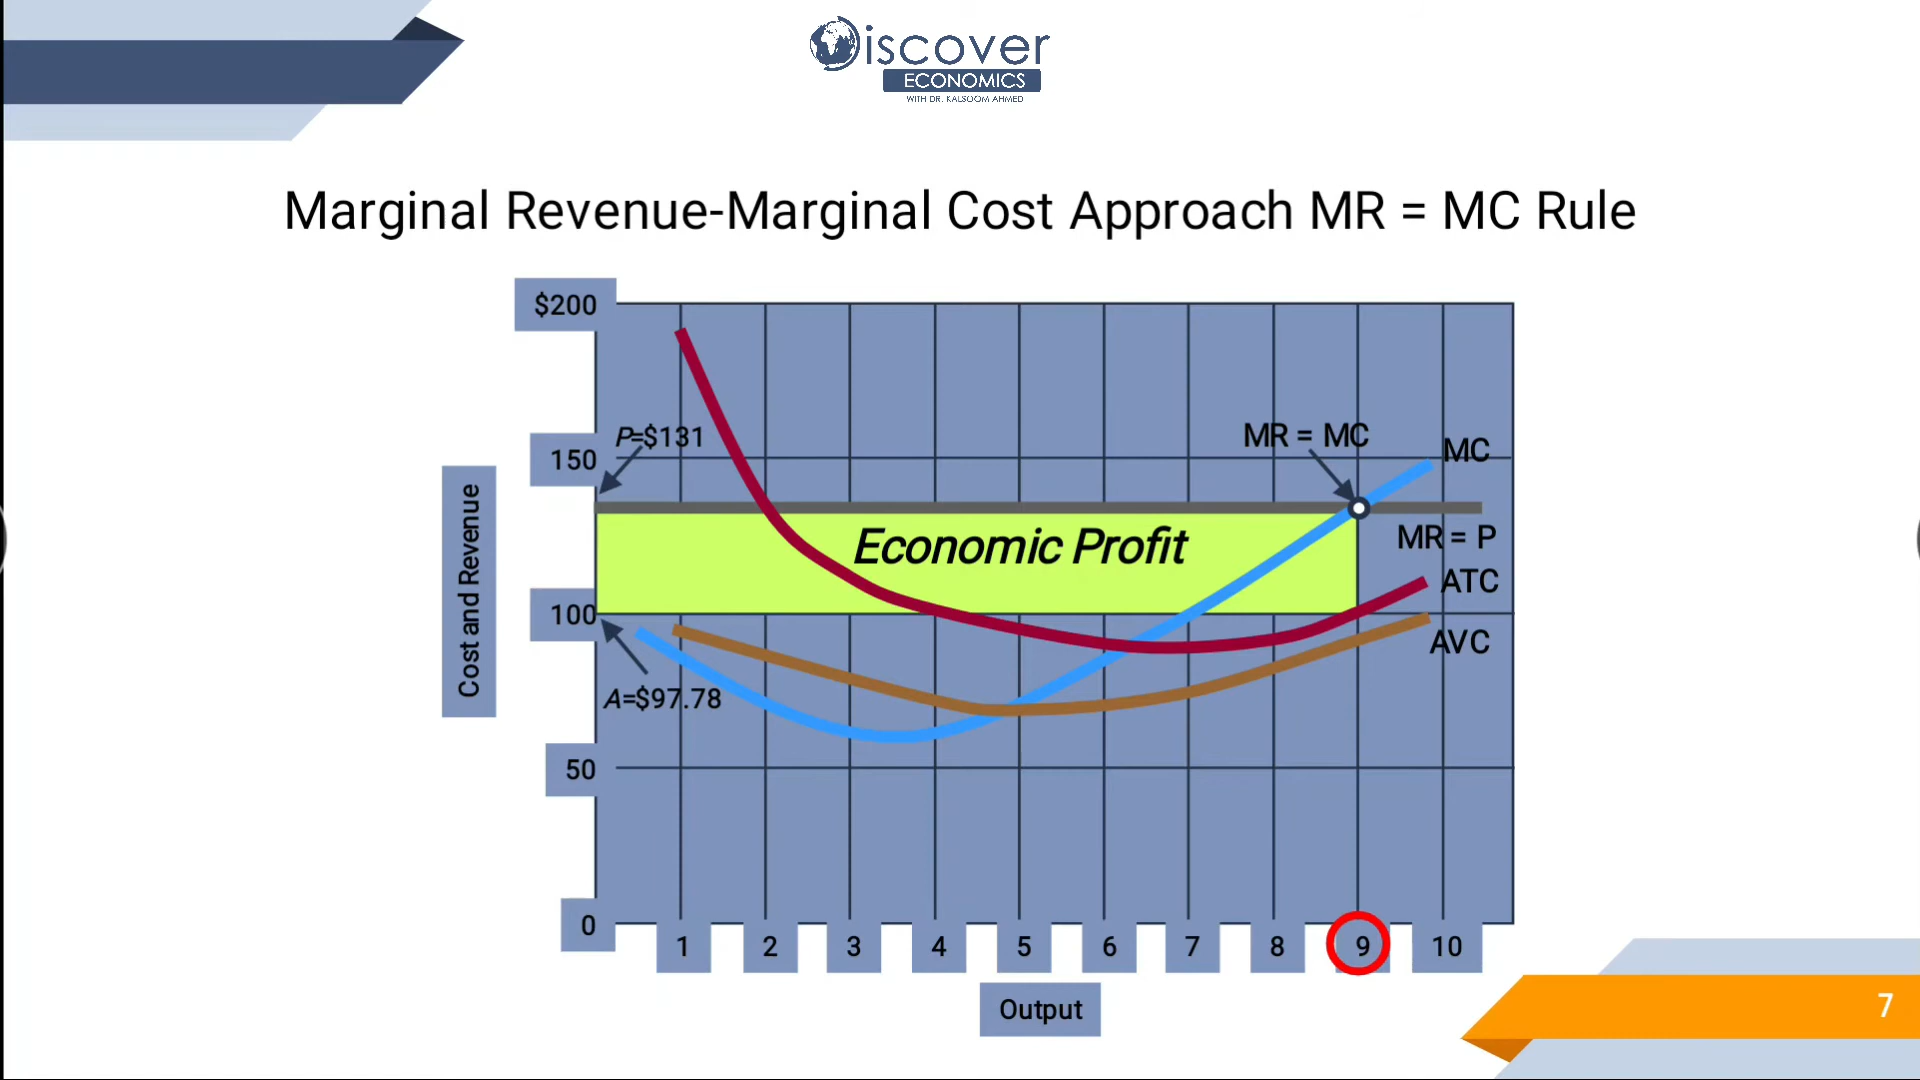 Discover
ECONOMICS
WITH DR. KALSOOM AHMED
Marginal Revenue-Marginal Cost Approach MR = MC Rule
$200
P=$131
MR = MC
MC
150
Economic Profit
MR = P
ATC
100
AVC
A=$97.78
Cost and Revenue
50
0
1 2 3 4 5 6 7 8 9 10
Output
7